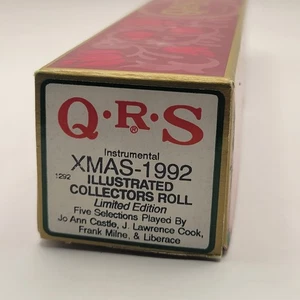 Q·R·S
®
Instrumental
XMAS-1992
1292
ILLUSTRATED
COLLECTORS ROLL
Limited Edition
Five Selections Played By
Jo Ann Castle, J. Lawrence Cook,
Frank Milne, & Liberace